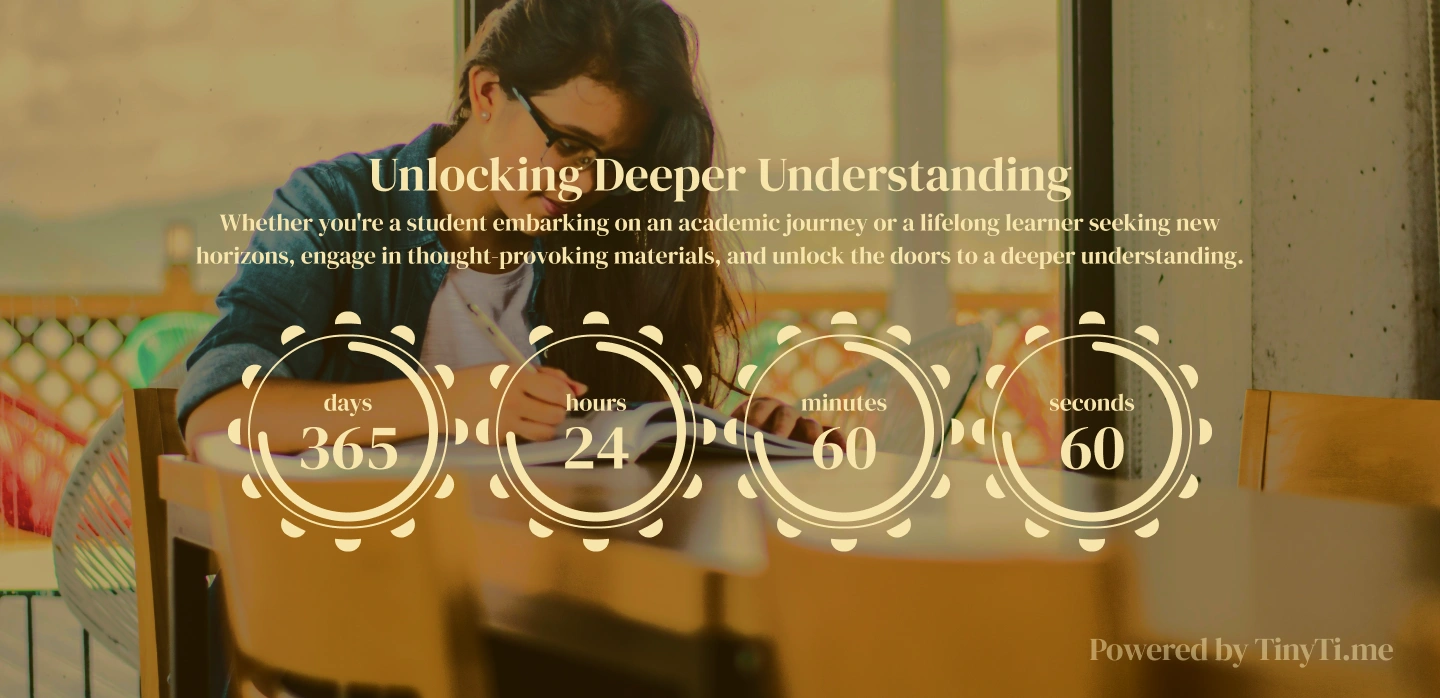 Unlocking Deeper Understanding
Whether you're a student embarking on an academic journey or a lifelong learner seeking new
horizons, engage in thought-provoking materials, and unlock the doors to a deeper understanding.
days hours minutes seconds
365 24 60 60
Powered by TinyTi.me